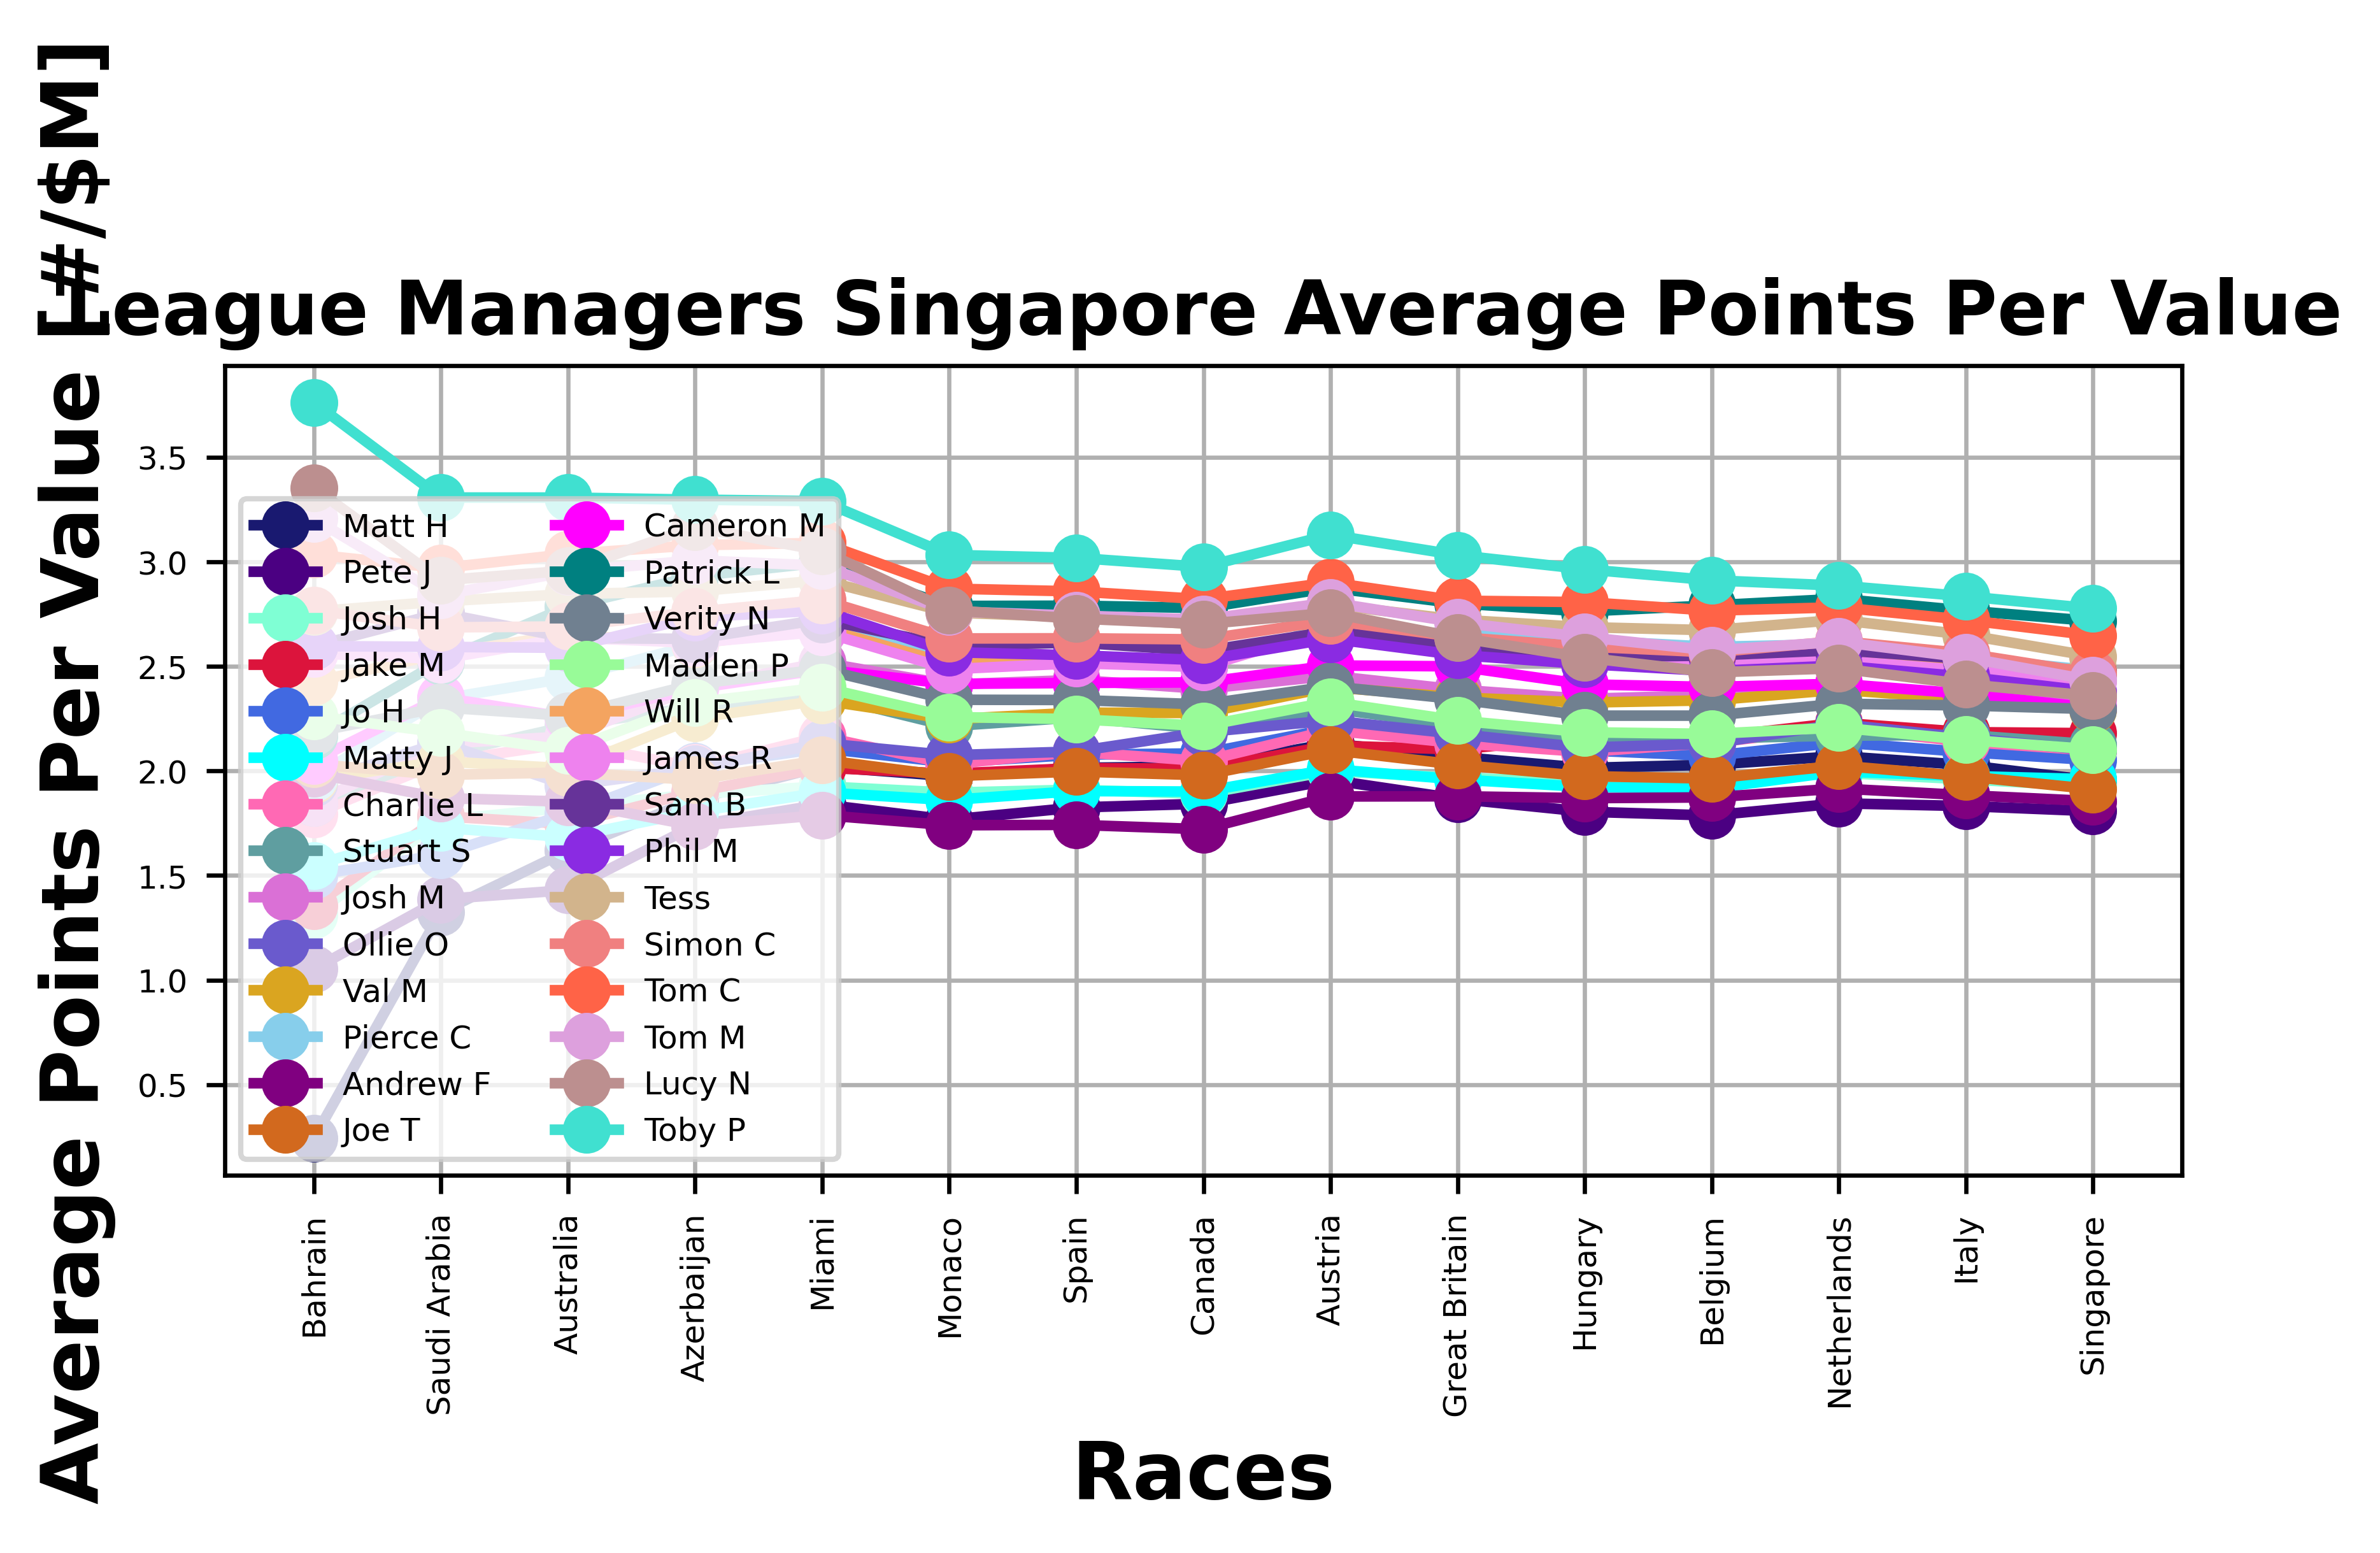 League Managers Singapore Average Points Per Value
Average Points Per Value [#/$M]
3.5
3.0
2.5
2.0
1.5
1.0
0.5
Matt H
Pete J
Josh H
Jake M
Jo H
Matty J
Charlie L
Stuart S
Josh M
Ollie O
Val M
Pierce C
Andrew F
Joe T
Cameron M
Patrick L
Verity N
Madlen P
Will R
James R
Sam B
Phil M
Tess
Simon C
Tom C
Tom M
Lucy N
Toby P
Bahrain
Saudi Arabia
Australia
Azerbaijan
Miami
Monaco
Spain
Canada
Austria
Great Britain
Hungary
Belgium
Netherlands
Italy
Singapore
Races